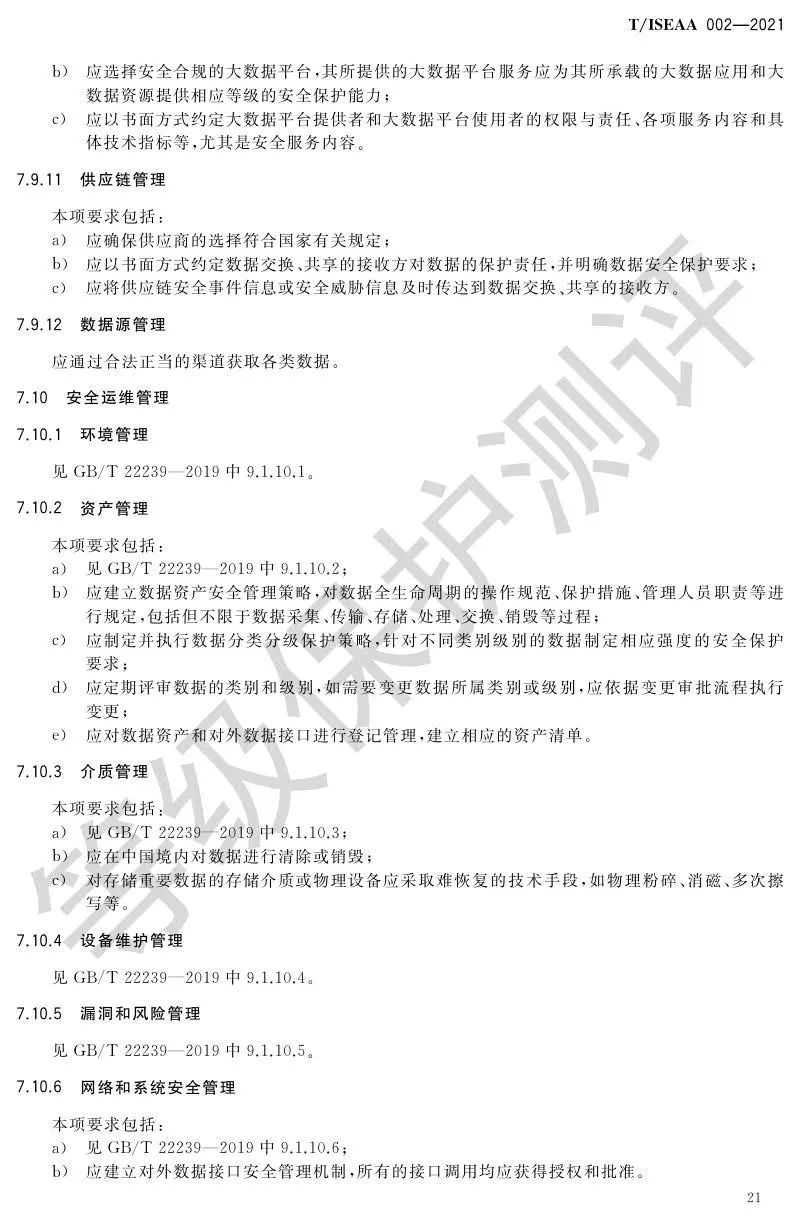 T/ISEAA 002—2021
b) 应选择安全合规的大数据平台,其所提供的大数据平台服务应为其所承载的大数据应用和大
数据资源提供相应等级的安全保护能力;
c) 应以书面方式约定大数据平台提供者和大数据平台使用者的权限与责任、各项服务内容和具
体技术指标等,尤其是安全服务内容。
7.9.11 供应链管理
本项要求包括:
a) 应确保供应商的选择符合国家有关规定;
b) 应以书面方式约定数据交换、共享的接收方对数据的保护责任,并明确数据安全保护要求;
c) 应将供应链安全事件信息或安全威胁信息及时传达到数据交换、共享的接收方。
7.9.12 数据源管理
应通过合法正当的渠道获取各类数据。
7.10 安全运维管理
7.10.1 环境管理
见 GB/T 22239—2019 中 9.1.10.1。
7.10.2 资产管理
本项要求包括:
a) 见 GB/T 22239—2019 中 9.1.10.2;
b) 应建立数据资产安全管理策略,对数据全生命周期的操作规范、保护措施、管理人员职责等进
行规定,包括但不限于数据采集、传输、存储、处理、交换、销毁等过程;
c) 应制定并执行数据分类分级保护策略,针对不同类别级别的数据制定相应强度的安全保护
要求;
d) 应定期评审数据的类别和级别,如需要变更数据所属类别或级别,应依据变更审批流程执行
变更;
e) 应对数据资产和对外数据接口进行登记管理,建立相应的资产清单。
7.10.3 介质管理
本项要求包括:
a) 见 GB/T 22239—2019 中 9.1.10.3;
b) 应在中国境内对数据进行清除或销毁;
c) 对存储重要数据的存储介质或物理设备应采取难恢复的技术手段,如物理粉碎、消磁、多次擦
写等。
7.10.4 设备维护管理
见 GB/T 22239—2019 中 9.1.10.4。
7.10.5 漏洞和风险管理
见 GB/T 22239—2019 中 9.1.10.5。
7.10.6 网络和系统安全管理
本项要求包括:
a) 见 GB/T 22239—2019 中 9.1.10.6;
b) 应建立对外数据接口安全管理机制,所有的接口调用均应获得授权和批准。
21
等级保护测评